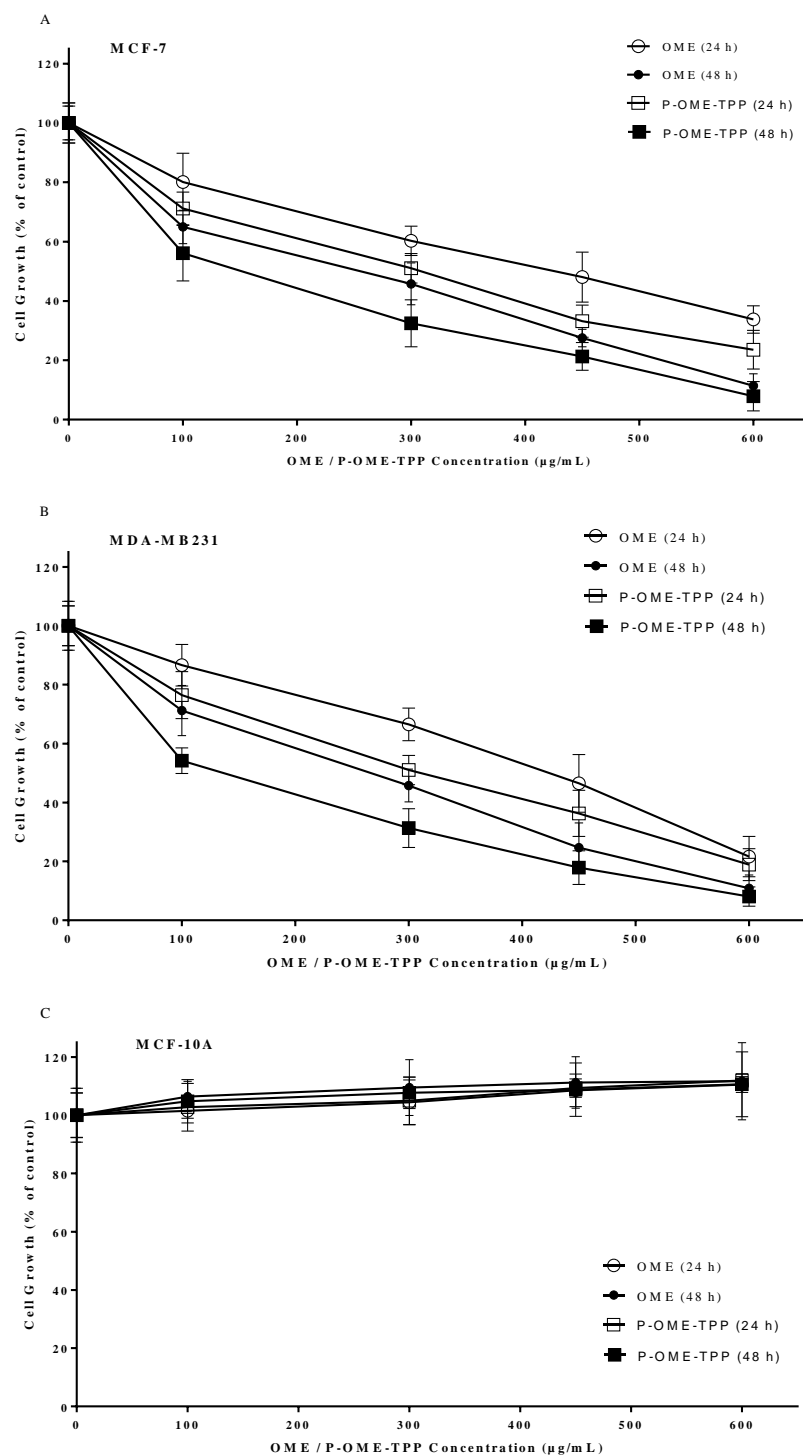 A
MCF-7
OME (24 h)
OME (48 h)
P-OME-TPP (24 h)
P-OME-TPP (48 h)
Cell Growth (% of control)
120
100
80
60
40
20
0
0 100 200 300 400 500 600
OME / P-OME-TPP Concentration (µg/mL)
B
MDA-MB231
OME (24 h)
OME (48 h)
P-OME-TPP (24 h)
P-OME-TPP (48 h)
Cell Growth (% of control)
120
100
80
60
40
20
0
0 100 200 300 400 500 600
OME / P-OME-TPP Concentration (µg/mL)
C
MCF-10A
Cell Growth (% of control)
120
100
80
60
40
20
0
OME (24 h)
OME (48 h)
P-OME-TPP (24 h)
P-OME-TPP (48 h)
0 100 200 300 400 500 600
OME / P-OME-TPP Concentration (µg/mL)